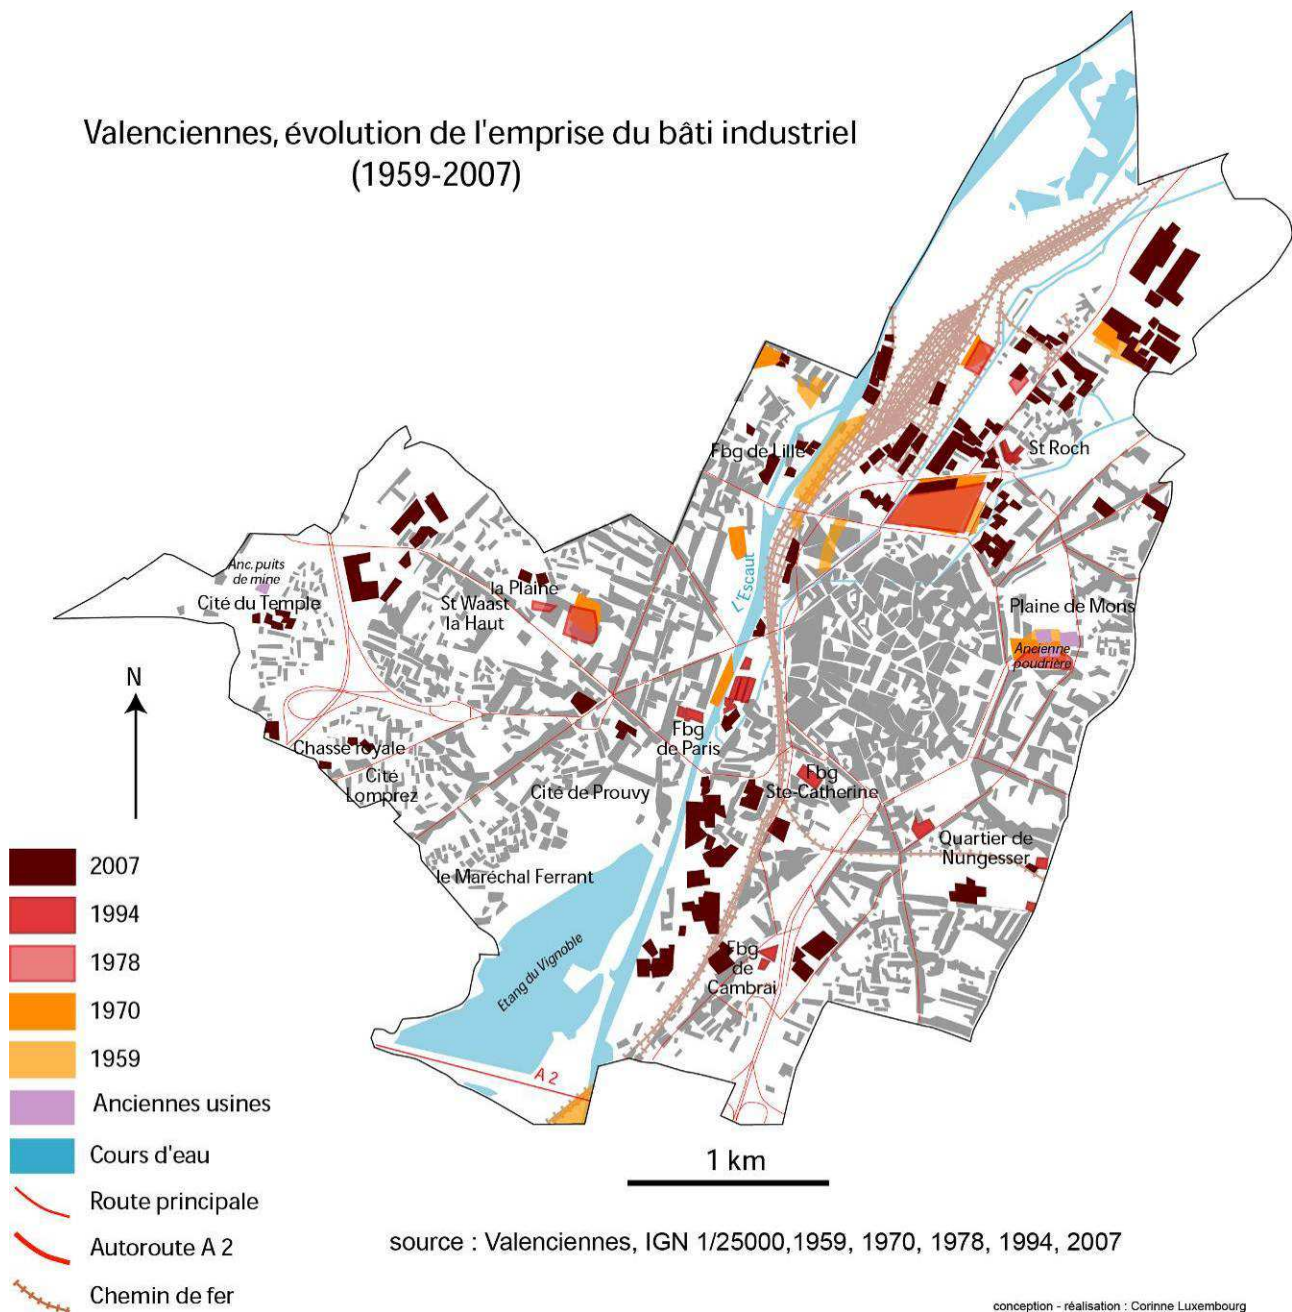 Valenciennes, évolution de l'emprise du bâti industriel
(1959-2007)
Fbg de Lille
St Roch
Anc. puits
de mine
Cité du Temple
la Plaine
St Waast
la Haut
L'Escaut
Plaine de Mons
Ancienne
poudrière
N
Fbg
de Paris
Chasse royale
Cité
Lomprez
Cité de Prouvy
Fbg
Ste-Catherine
Quartier de
Nungesser
le Maréchal Ferrant
Etang du Vignoble
Fbg
de
Cambrai
A 2
2007
1994
1978
1970
1959
Anciennes usines
Cours d'eau
Route principale
Autoroute A 2
Chemin de fer
1 km
source : Valenciennes, IGN 1/25000,1959, 1970, 1978, 1994, 2007
conception - réalisation : Corinne Luxembourg